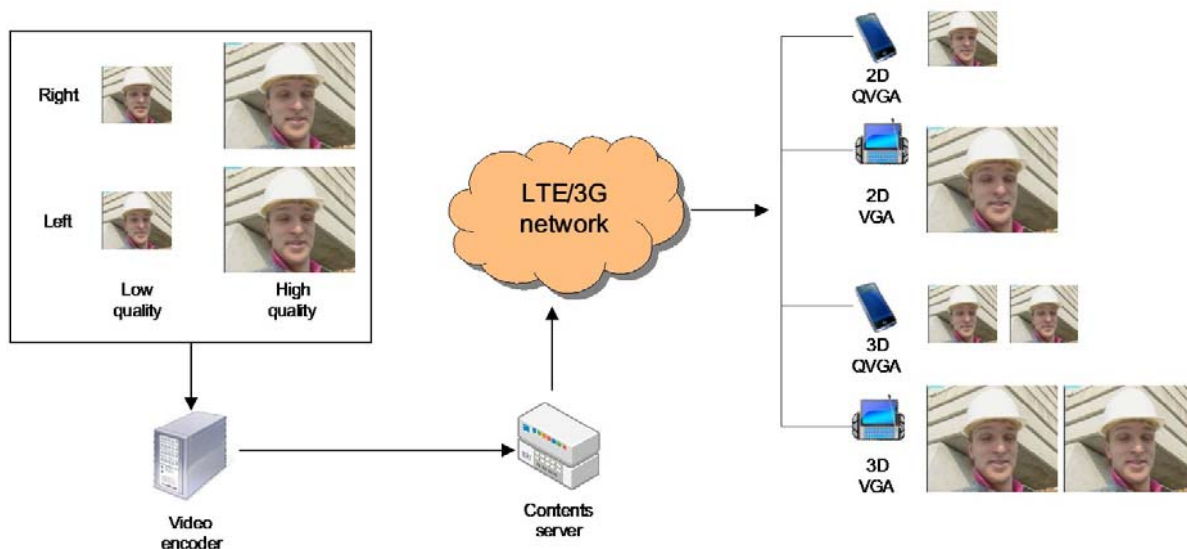 Right
Left
Low
quality
High
quality
Video
encoder
Contents
server
LTE/3G
network
2D
QVGA
2D
VGA
3D
QVGA
3D
VGA